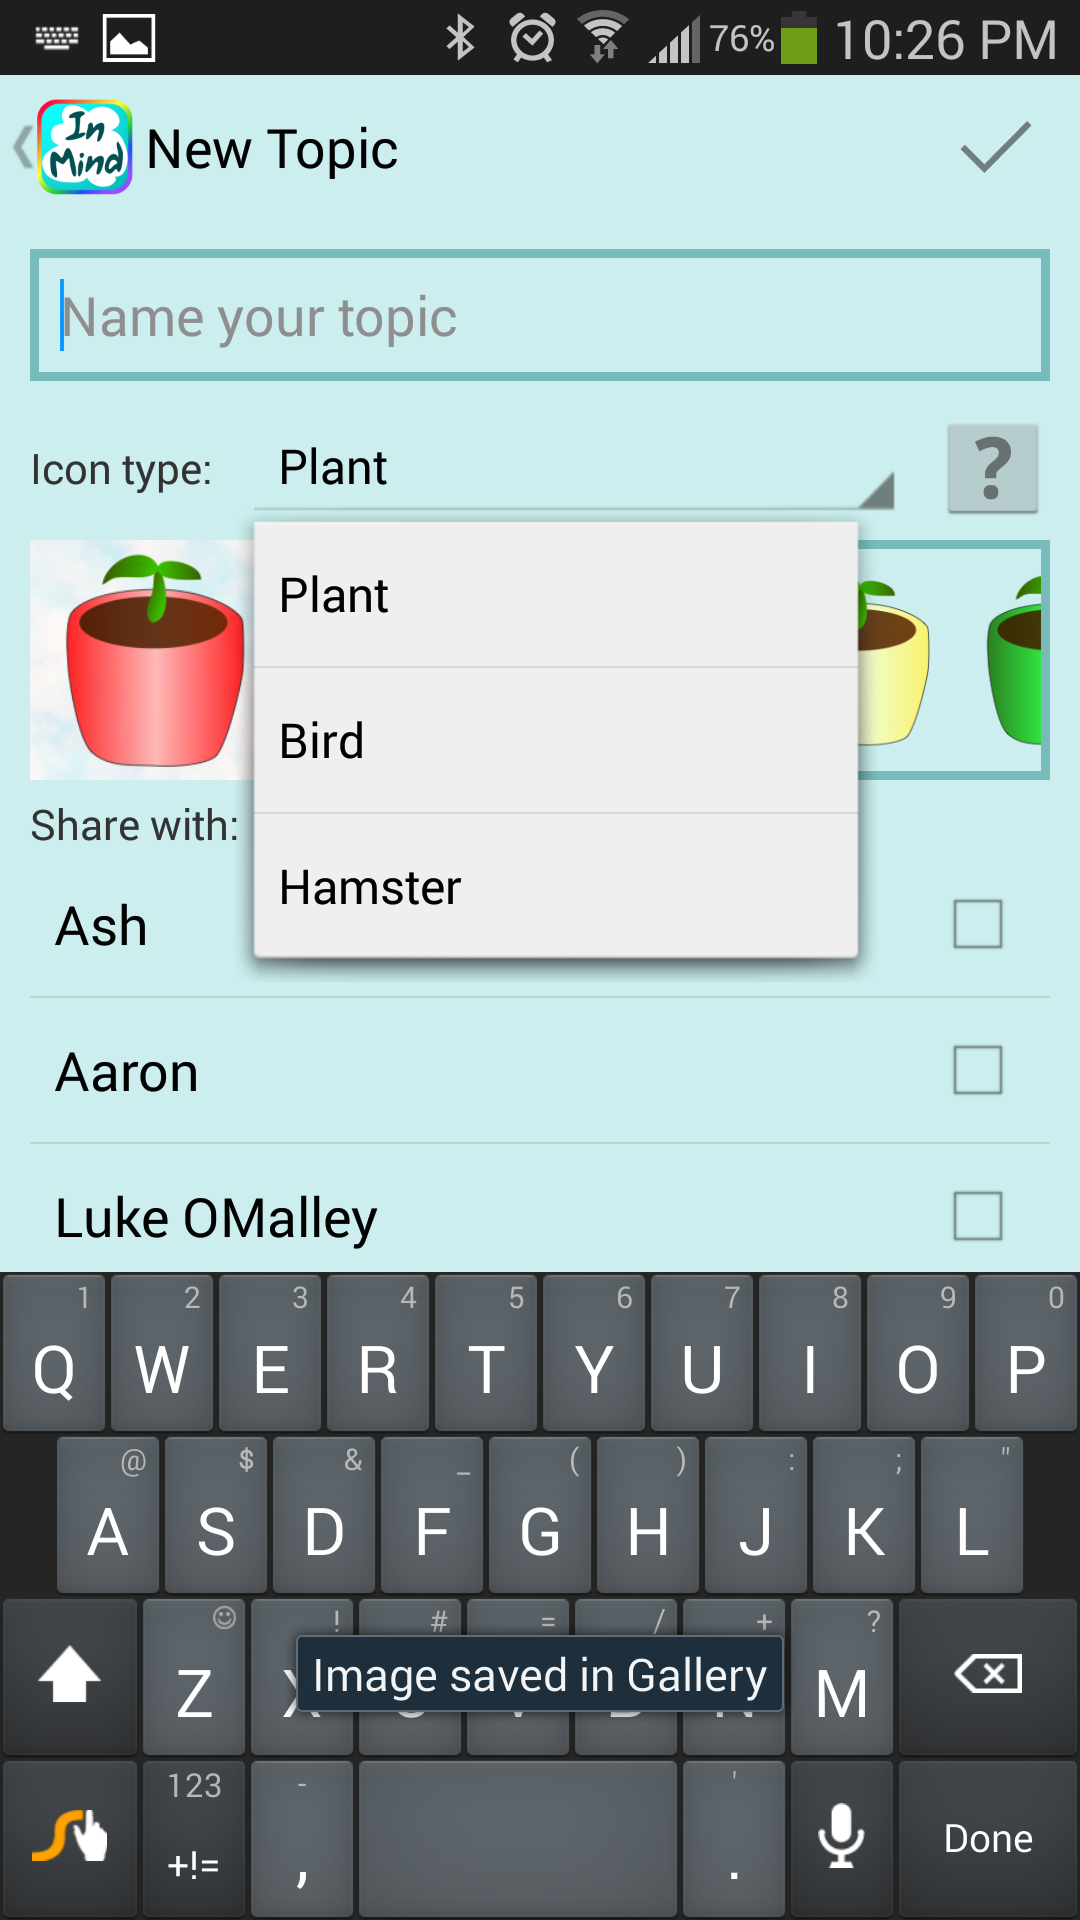 76% 10:26 PM
In Mind New Topic
Name your topic
Icon type: Plant ?
Plant
Bird
Share with:
Hamster
Ash
Aaron
Luke OMalley
1 2 3 4 5 6 7 8 9 0
Q W E R T Y U I O P
@ $ & _ ( ) : ; "
A S D F G H J K L
! # = / + ?
Z M
Image saved in Gallery
123 - '
+!= , . Done